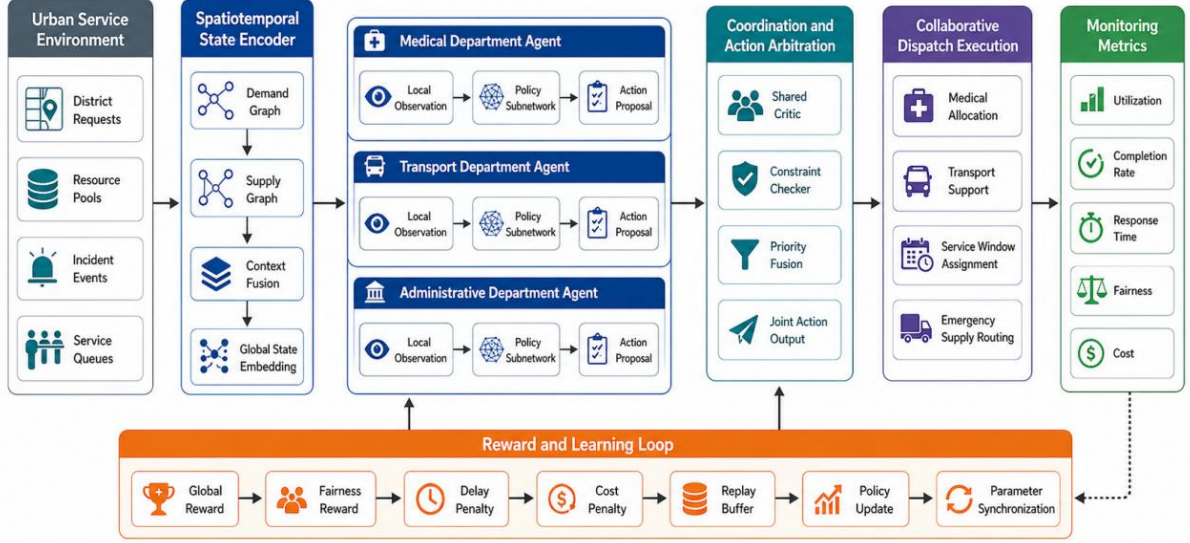 Urban Service
Environment
District
Requests
Resource
Pools
Incident
Events
Service
Queues
Spatiotemporal
State Encoder
Demand
Graph
Supply
Graph
Context
Fusion
Global State
Embedding
Medical Department Agent
Local
Observation
Policy
Subnetwork
Action
Proposal
Transport Department Agent
Local
Observation
Policy
Subnetwork
Action
Proposal
Administrative Department Agent
Local
Observation
Policy
Subnetwork
Action
Proposal
Coordination and
Action Arbitration
Shared
Critic
Constraint
Checker
Priority
Fusion
Joint Action
Output
Collaborative
Dispatch Execution
Medical
Allocation
Transport
Support
Service Window
Assignment
Emergency
Supply Routing
Monitoring
Metrics
Utilization
Completion
Rate
Response
Time
Fairness
$ Cost
Reward and Learning Loop
Global
Reward
Fairness
Reward
Delay
Penalty
$ Cost
Penalty
Replay
Buffer
Policy
Update
Parameter
Synchronization